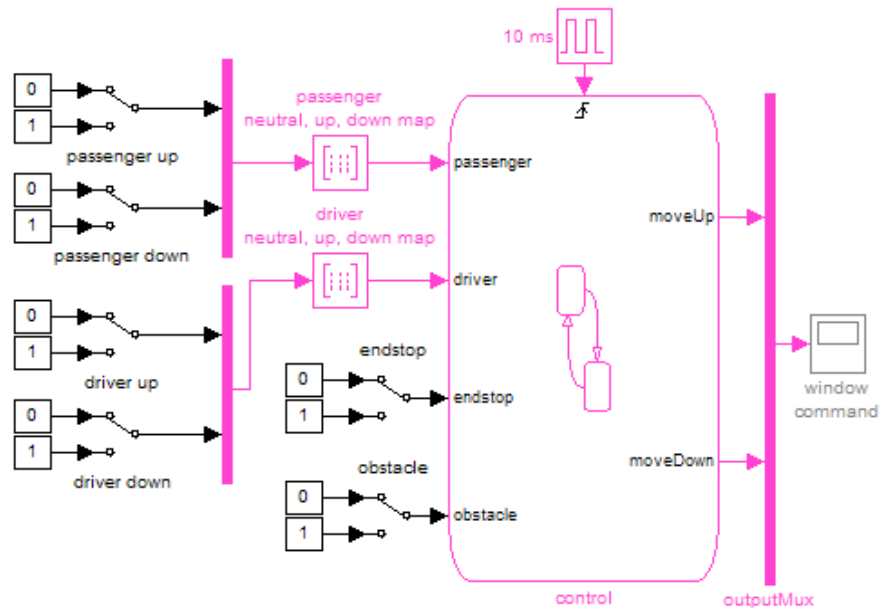 10 ms
0
1
passenger up
0
1
passenger down
passenger
neutral, up, down map
driver
neutral, up, down map
0
1
driver up
0
1
driver down
endstop
0
1
obstacle
0
1
passenger
driver
endstop
obstacle
moveUp
moveDown
control
outputMux
window
command